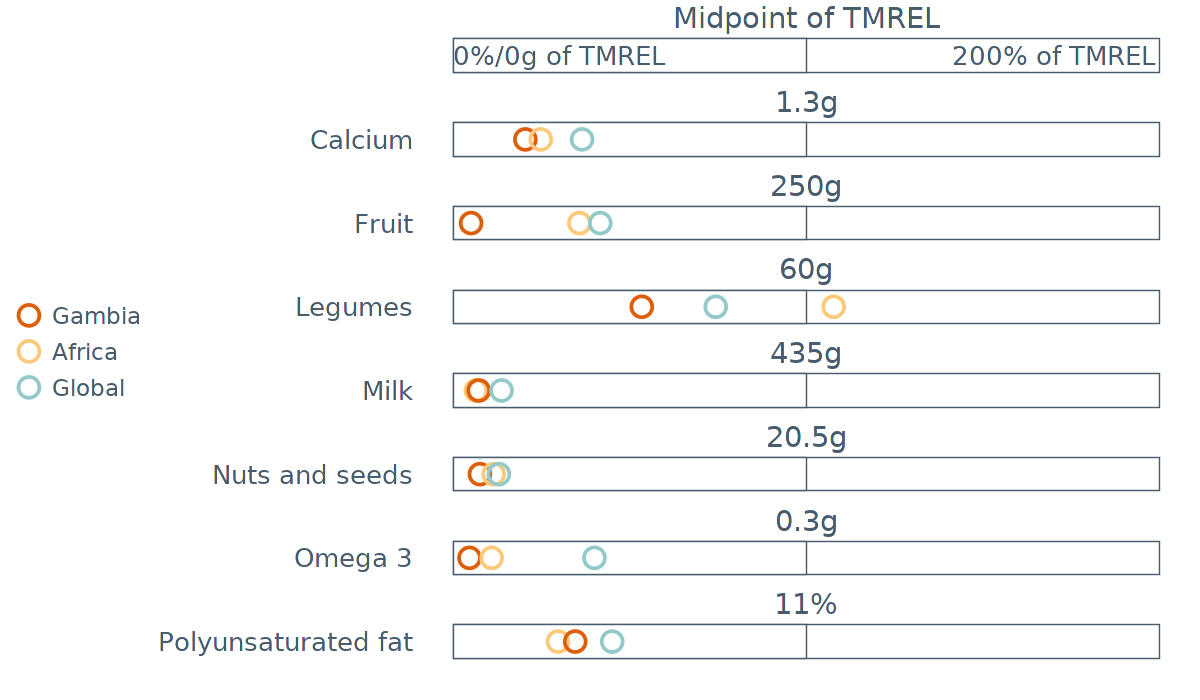 Midpoint of TMREL
0%/0g of TMREL 200% of TMREL
1.3g
Calcium
250g
Fruit
60g
Legumes
435g
Milk
20.5g
Nuts and seeds
0.3g
Omega 3
11%
Polyunsaturated fat
Gambia
Africa
Global